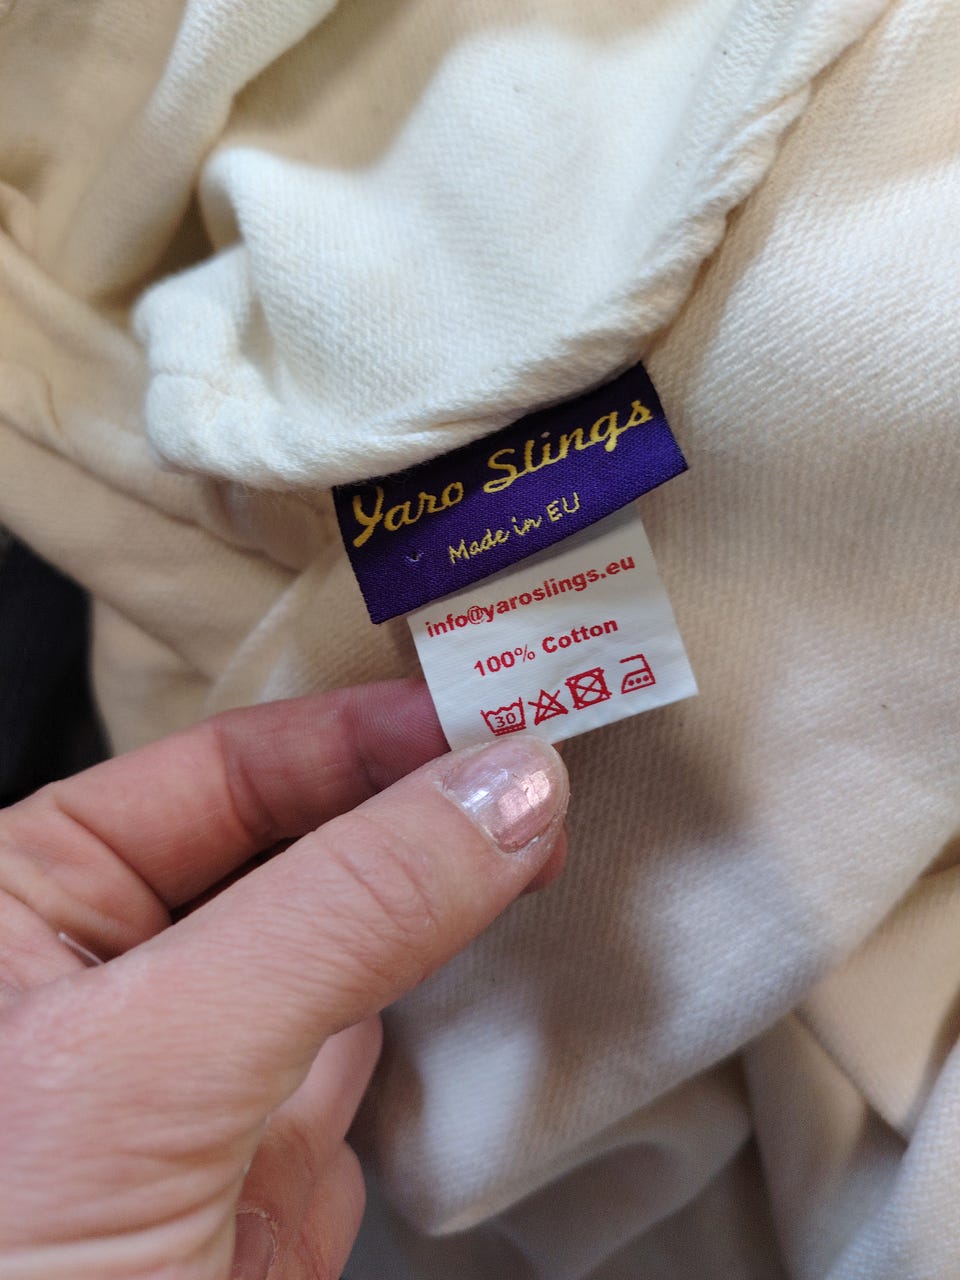 Yaro Slings
Made in EU
info@yaroslings.eu
100% Cotton
30